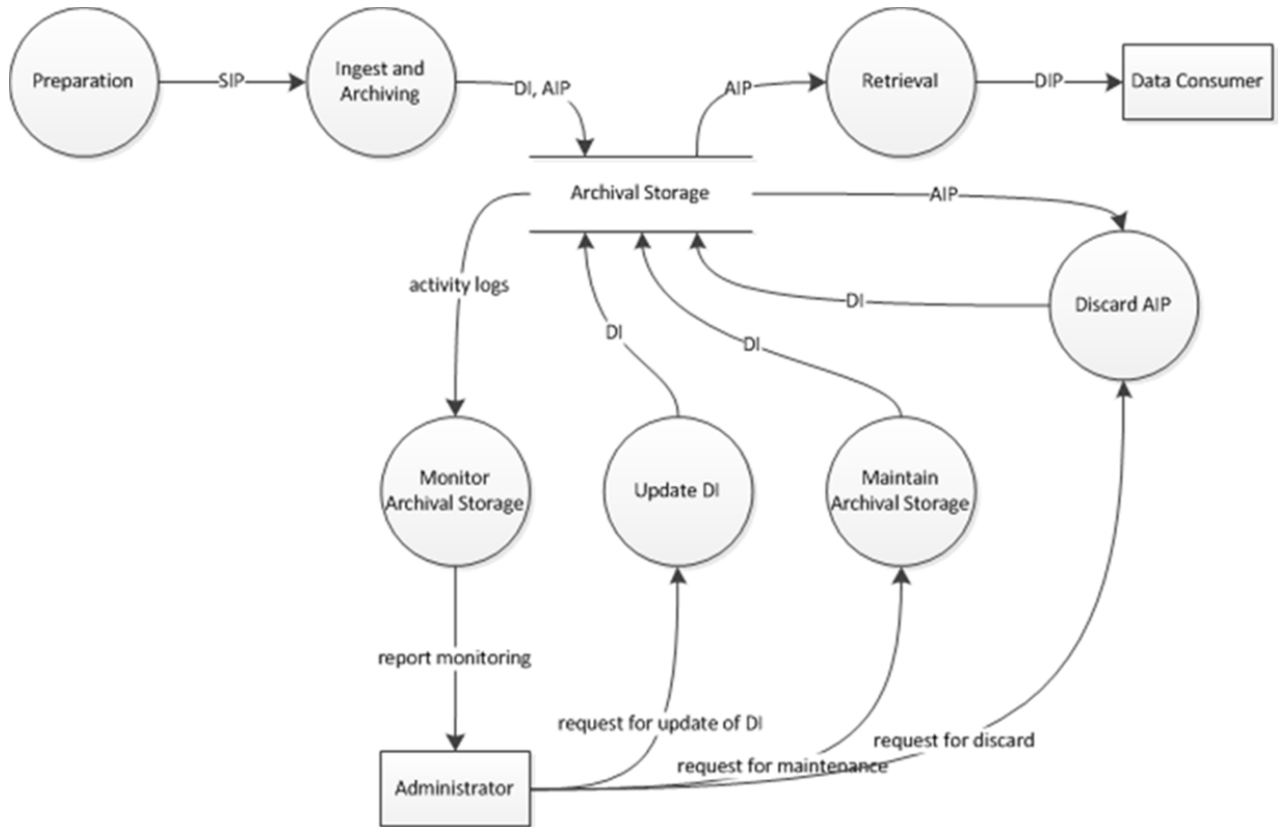 Preparation
SIP
Ingest and
Archiving
DI, AIP
AIP
Retrieval
DIP
Data Consumer
Archival Storage
AIP
activity logs
DI
DI
DI
Discard AIP
Monitor
Archival Storage
Update DI
Maintain
Archival Storage
report monitoring
request for update of DI
request for maintenance
request for discard
Administrator